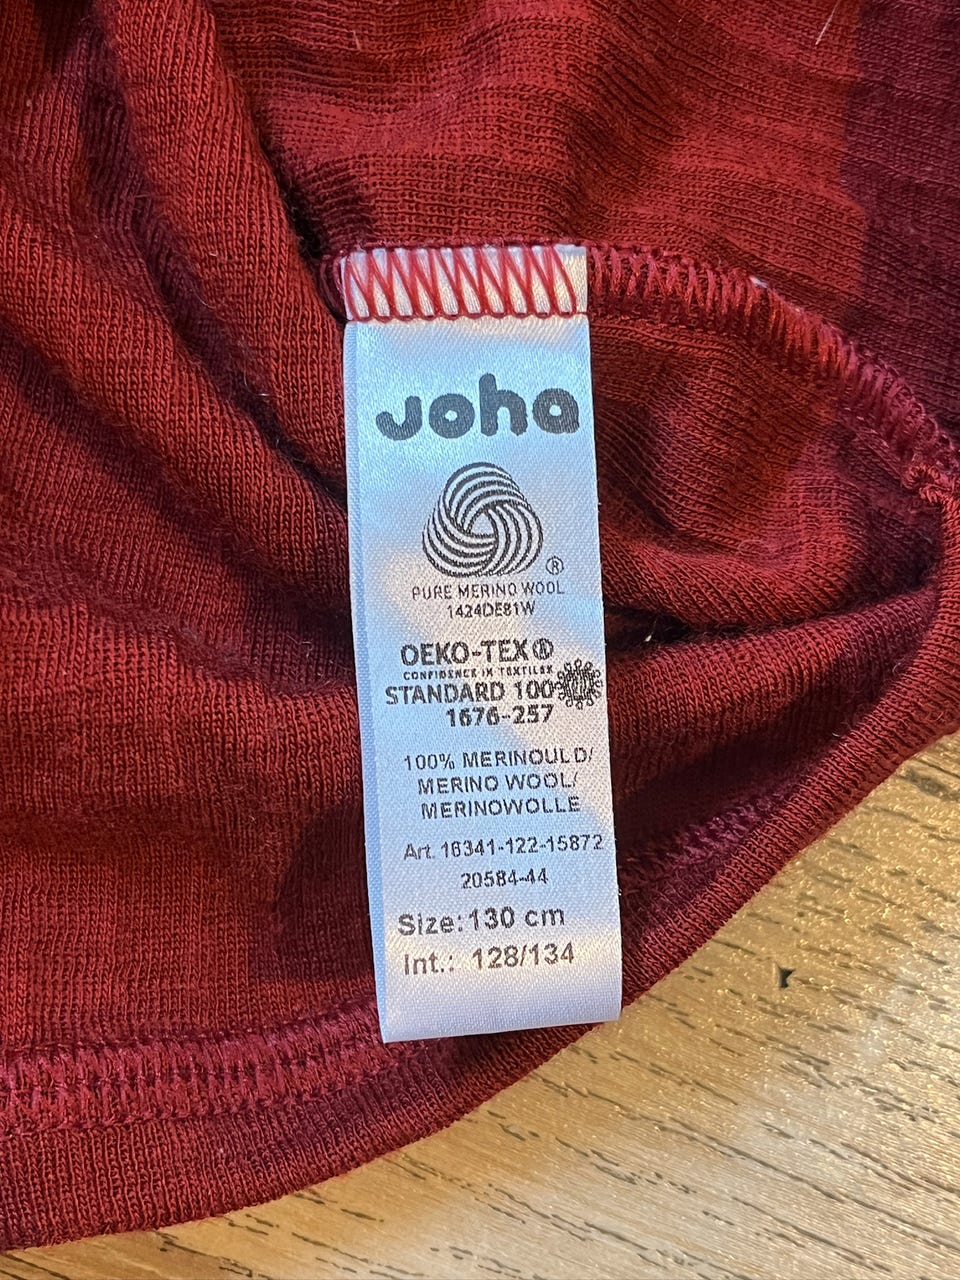 Joha
®
PURE MERINO WOOL
1424DE81W
OEKO-TEX®
CONFIDENCE IN TEXTILES
STANDARD 100
1676-257
100% MERINOULD/
MERINO WOOL/
MERINOWOLLE
Art. 16341-122-15872
20584-44
Size: 130 cm
Int.: 128/134